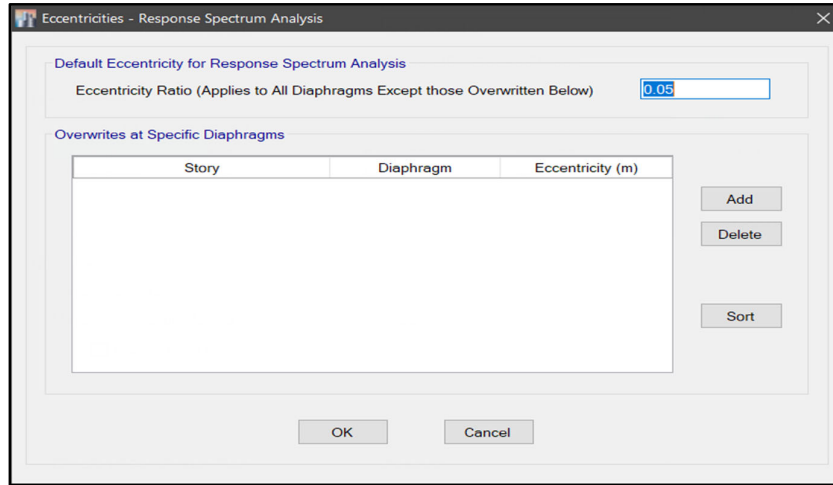 Eccentricities - Response Spectrum Analysis
Default Eccentricity for Response Spectrum Analysis
Eccentricity Ratio (Applies to All Diaphragms Except those Overwritten Below) 0.05
Overwrites at Specific Diaphragms
Story Diaphragm Eccentricity (m)
Add
Delete
Sort
OK Cancel